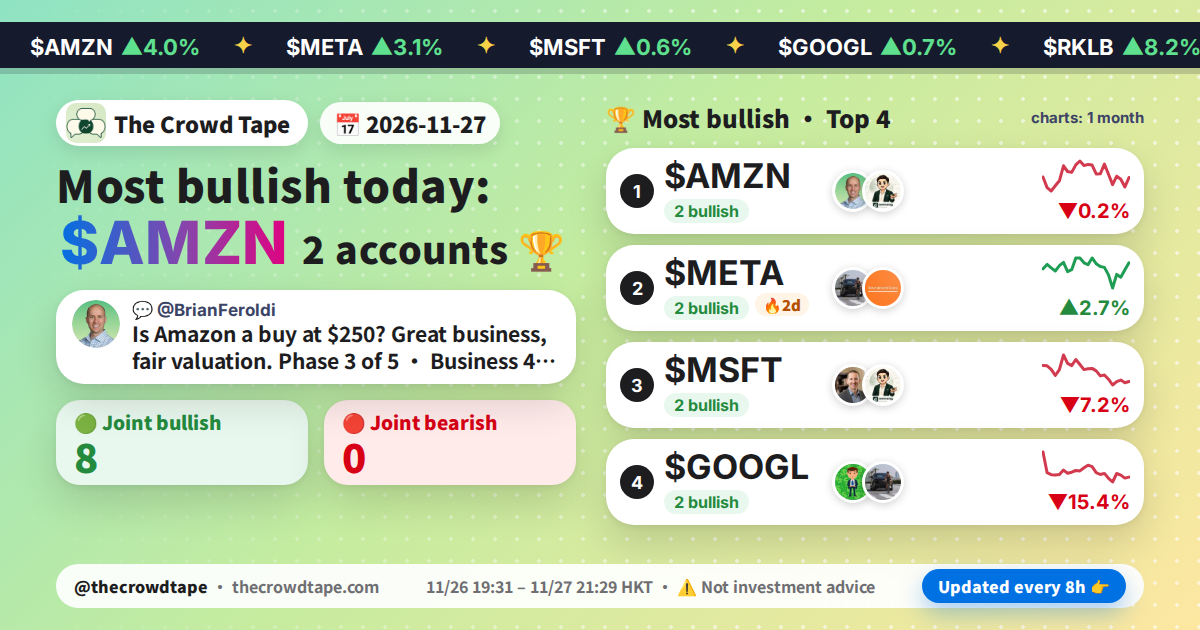 $AMZN ▲4.0% ✦ $META ▲3.1% ✦ $MSFT ▲0.6% ✦ $GOOGL ▲0.7% ✦ $RKLB ▲8.2%
The Crowd Tape
📅 2026-11-27
Most bullish today:
$AMZN 2 accounts 🏆
💬 @BrianFeroldi
Is Amazon a buy at $250? Great business,
fair valuation. Phase 3 of 5 • Business 4…
🟢 Joint bullish
8
🔴 Joint bearish
0
🏆 Most bullish • Top 4
charts: 1 month
1
$AMZN
2 bullish
▼0.2%
2
$META
2 bullish
🔥2d
▲2.7%
3
$MSFT
2 bullish
▼7.2%
4
$GOOGL
2 bullish
▼15.4%
@thecrowdtape • thecrowdtape.com
11/26 19:31 – 11/27 21:29 HKT • ⚠️ Not investment advice
Updated every 8h 👉